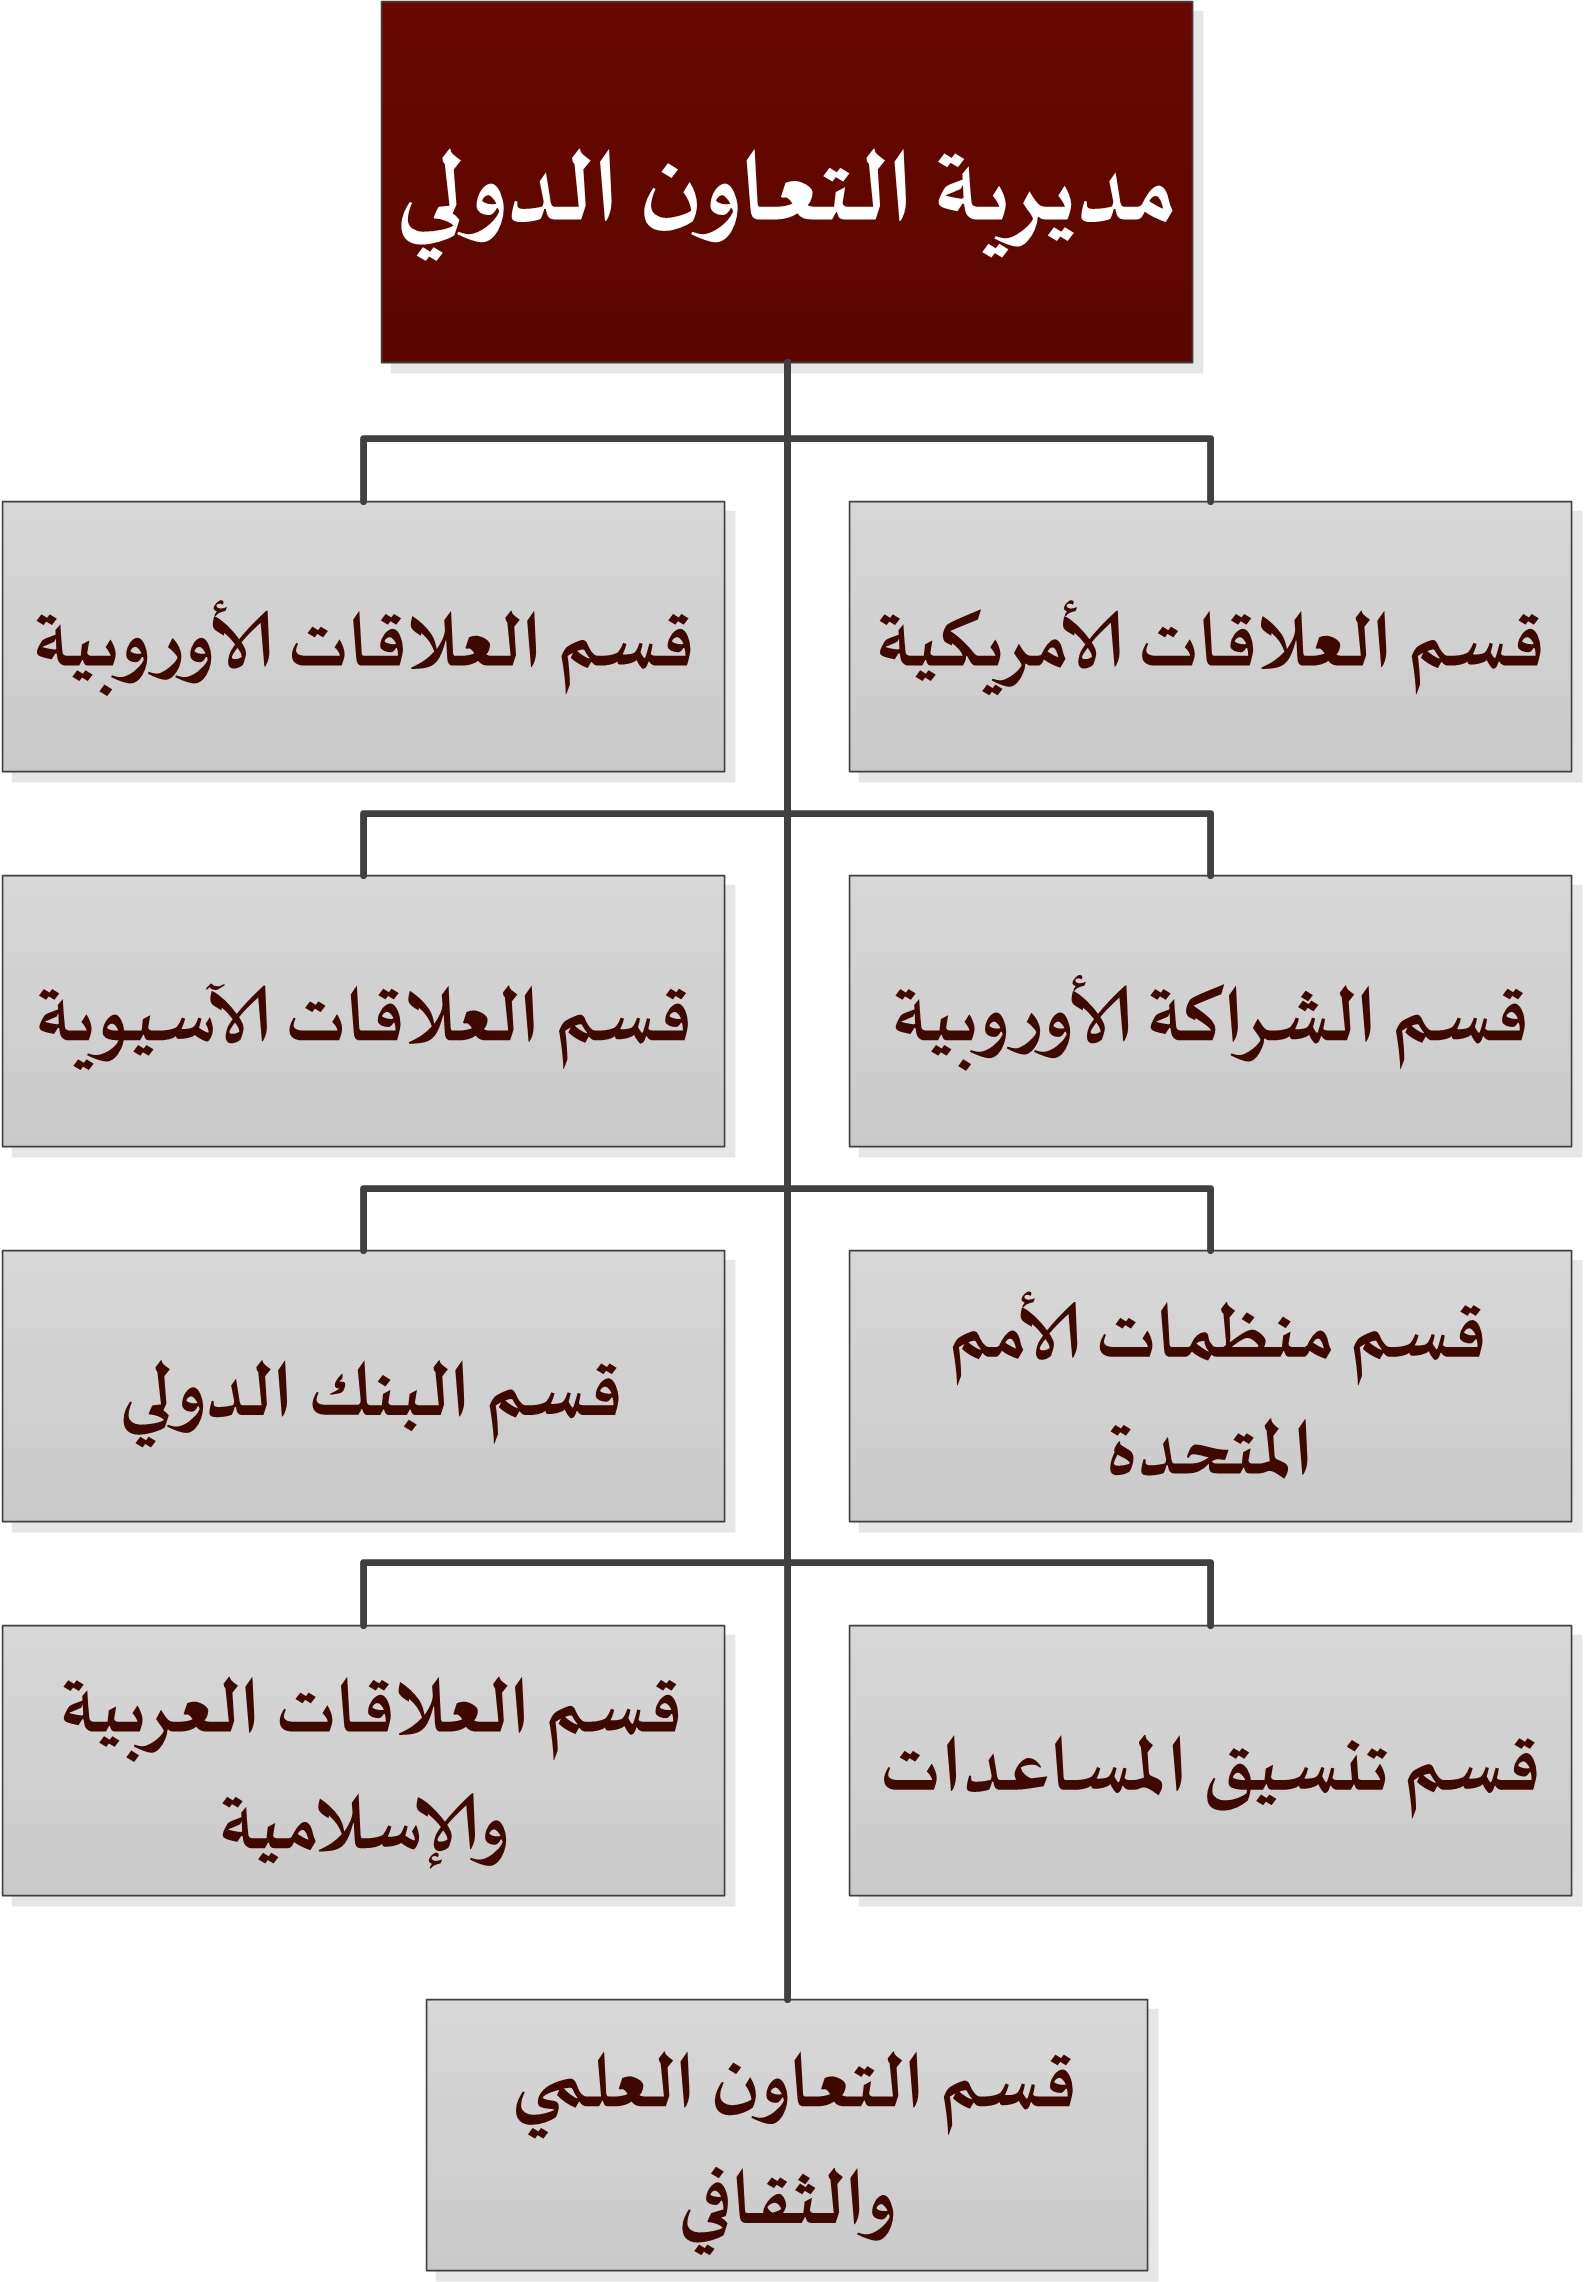 مديرية التعاون الدولي
قسم العلاقات الأمريكية
قسم العلاقات الأوروبية
قسم الشراكة الأوروبية
قسم العلاقات الآسيوية
قسم منظمات الأمم
المتحدة
قسم البنك الدولي
قسم تنسيق المساعدات
قسم العلاقات العربية
والإسلامية
قسم التعاون العلمي
والثقافي